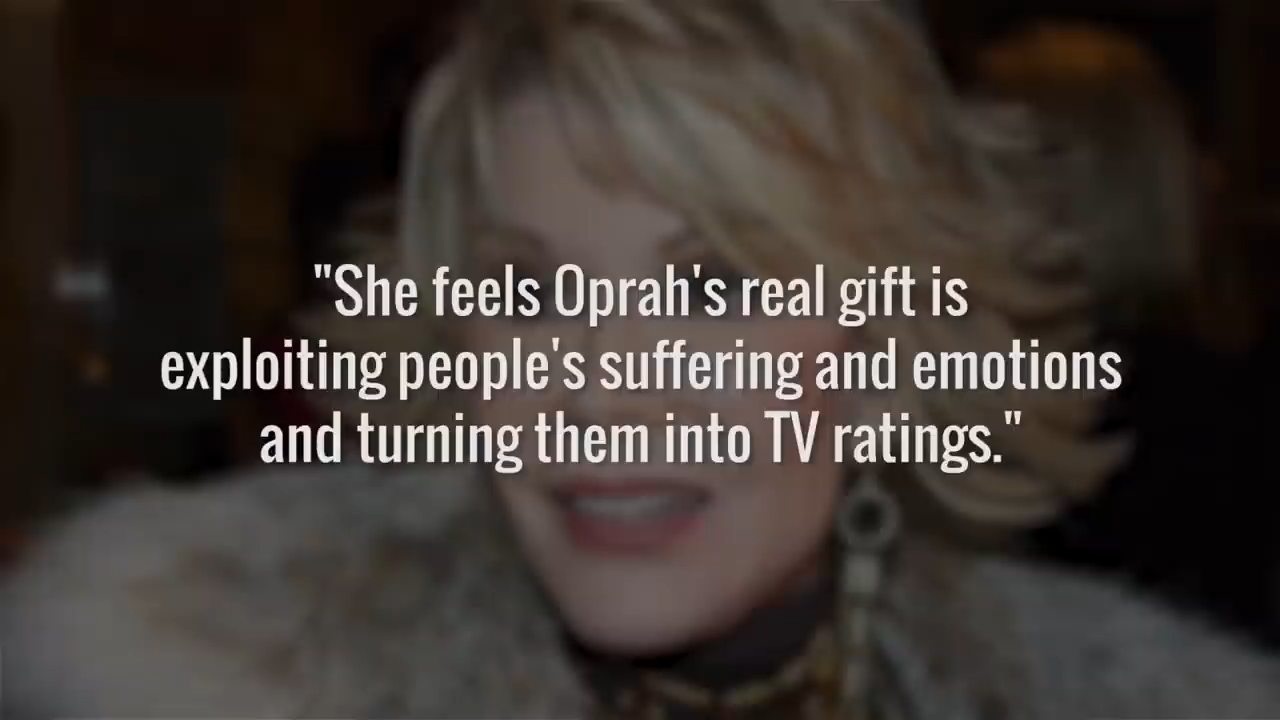 "She feels Oprah's real gift is
exploiting people's suffering and emotions
and turning them into TV ratings."